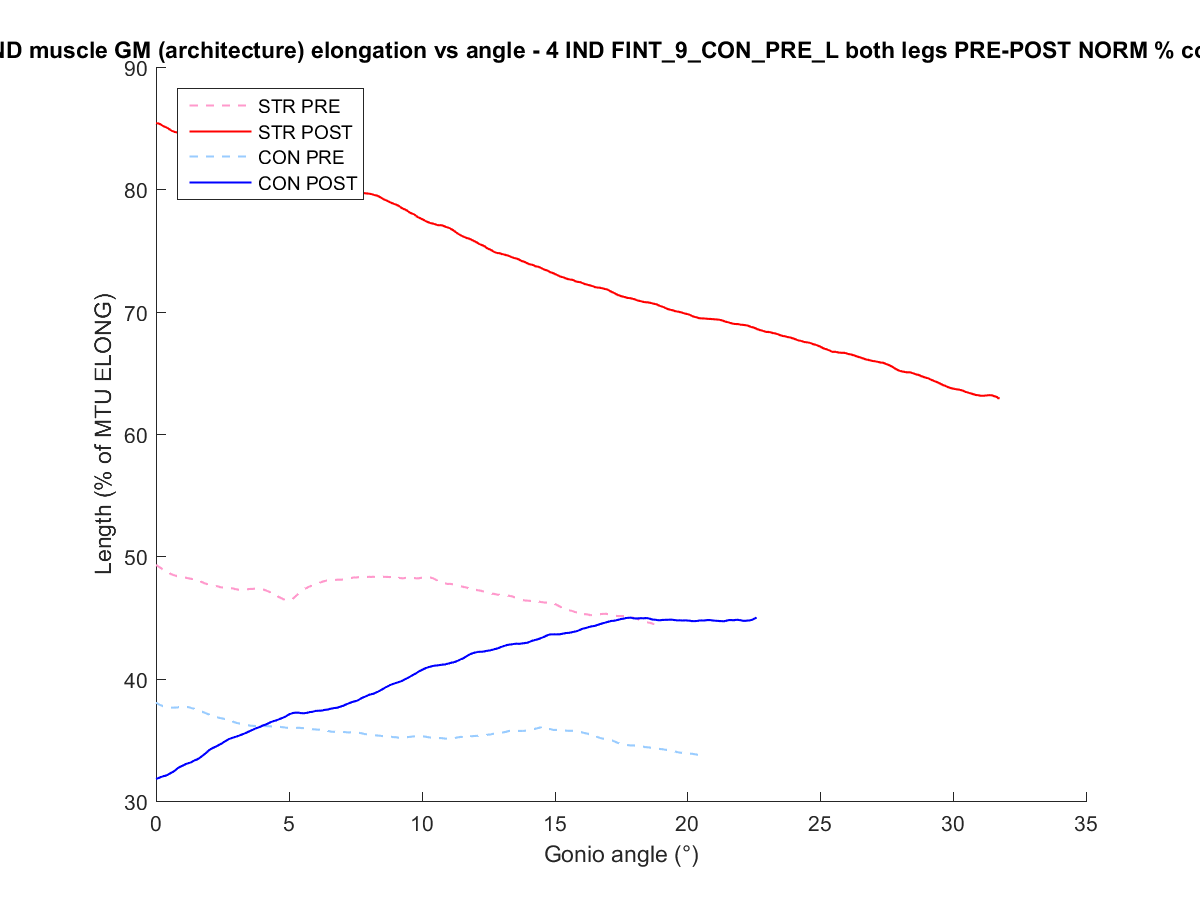 ND muscle GM (architecture) elongation vs angle - 4 IND FINT_9_CON_PRE_L both legs PRE-POST NORM % co
STR PRE
STR POST
CON PRE
CON POST
Length (% of MTU ELONG)
90
80
70
60
50
40
30
0 5 10 15 20 25 30 35
Gonio angle (°)